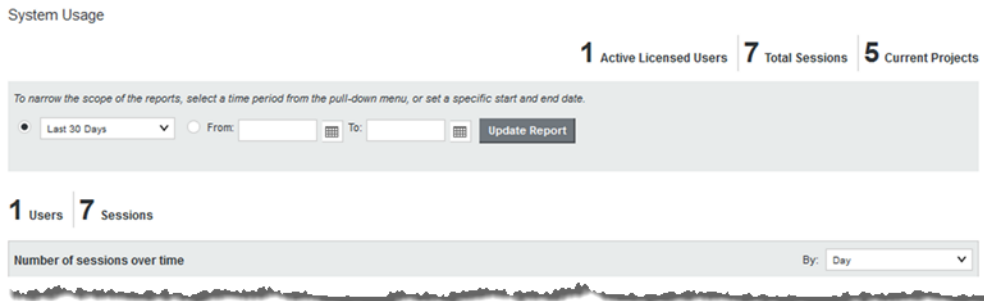 System Usage
1 Active Licensed Users 7 Total Sessions 5 Current Projects
To narrow the scope of the reports, select a time period from the pull-down menu, or set a specific start and end date.
Last 30 Days From: To: Update Report
1 Users 7 Sessions
Number of sessions over time By: Day